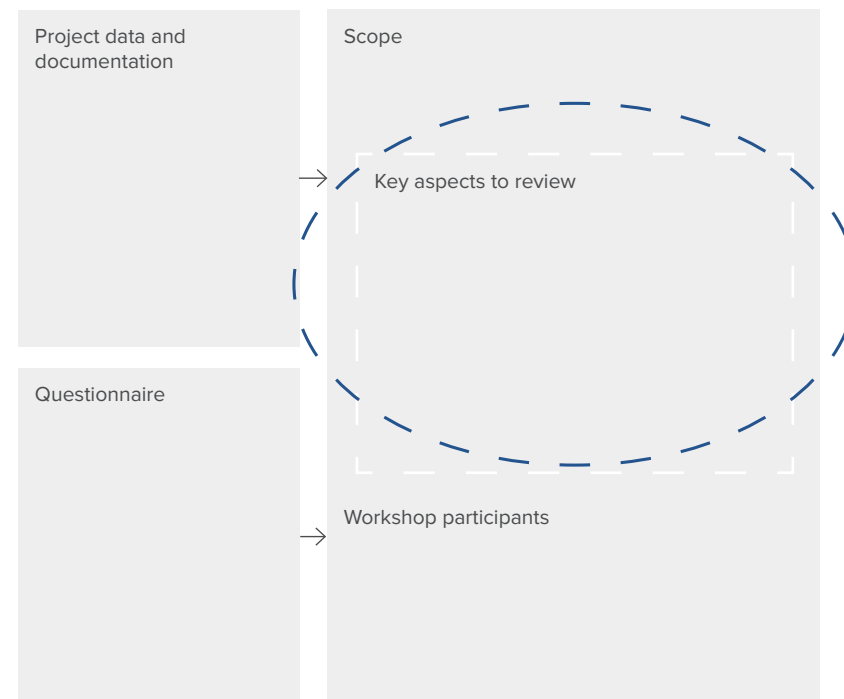 Project data and
documentation
Scope
Key aspects to review
Questionnaire
Workshop participants